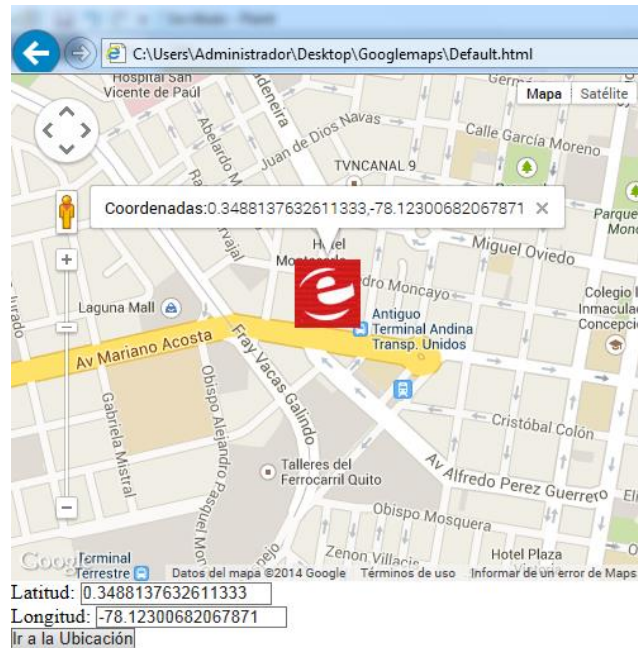 C:\Users\Administrador\Desktop\Googlemaps\Default.html
Hospital San
Vicente de Paúl
Mapa
Satélite
Juan de Dios Navas
Calle García Moreno
TVNCANAL 9
Coordenadas:0.3488137632611333,-78.12300682067871
Parque
Miguel Oviedo
Pedro Moncayo
Colegio
Laguna Mall
Antiguo
Terminal Andina
Transp. Unidos
Av Mariano Acosta
Fray Vacas Galindo
Gabriela Mistral
Obispo Alejandro Pasquel
Cristóbal Colón
Talleres del
Ferrocarril Quito
Av Alfredo Perez Guerrero
Obispo Mosquera
Zenon Villacis
Hotel Plaza
Google
Terminal
Terrestre
Datos del mapa ©2014 Google
Términos de uso
Informar de un error de Maps
Latitud: 0.3488137632611333
Longitud: -78.12300682067871
Ir a la Ubicación